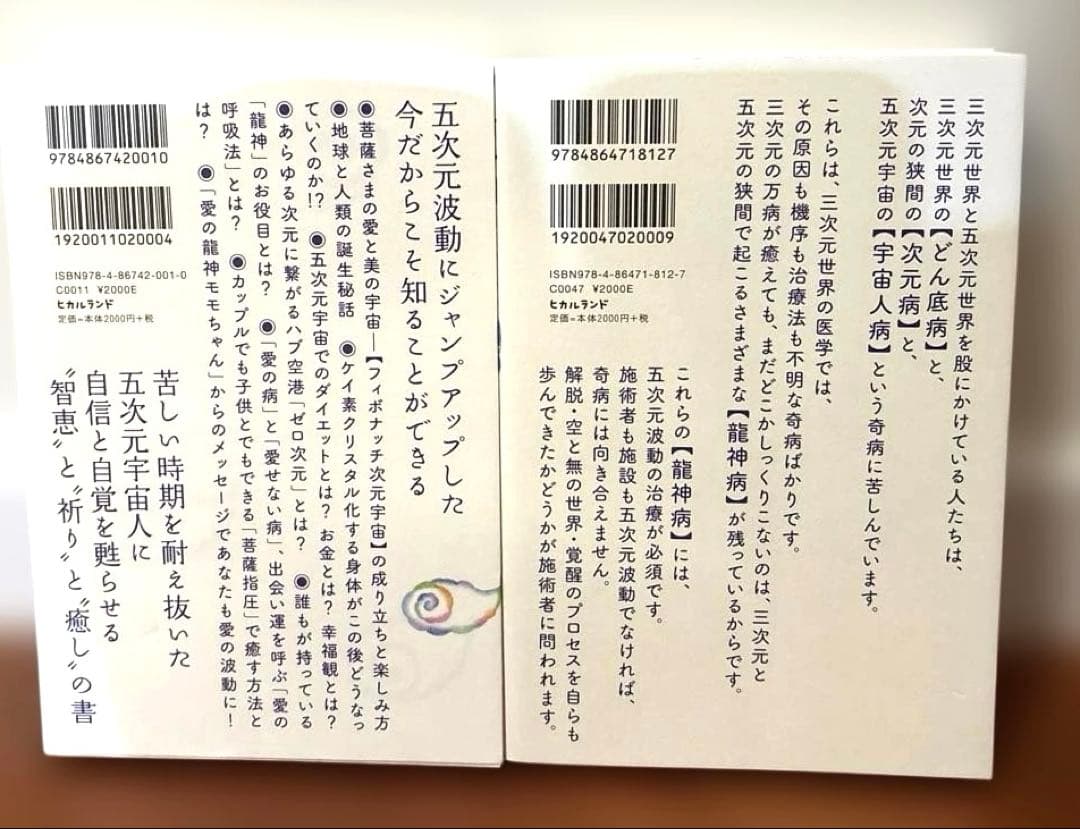 三次元世界と五次元世界を股にかけている人たちは、
三次元世界の【どん底病】と、
次元の狭間の【次元病】と、
五次元宇宙の【宇宙人病】という奇病に苦しんでいます。
これらは、三次元世界の医学では、
その原因も機序も治療法も不明な奇病ばかりです。
三次元の万病が癒えても、まだどこかしっくりこないのは、三次元と
五次元の狭間で起こるさまざまな【龍神病】が残っているからです。
これらの【龍神病】には、
五次元波動の治療が必須です。
施術者も施設も五次元波動でなければ、
奇病には向き合えません。
解脱・空と無の世界・覚醒のプロセスを自らも
歩んできたかどうかが施術者に問われます。
9784864718127
1920047020009
ISBN978-4-86471-812-7
C0047 ¥2000E
ヒカルランド
定価=本体2000円+税
五次元波動にジャンプアップした
今だからこそ知ることができる
●菩薩さまの愛と美の宇宙―【フィボナッチ次元宇宙】の成り立ちと楽しみ方
●地球と人類の誕生秘話 ●ケイ素クリスタル化する身体がこの後どうなっ
ていくのか!? ●五次元宇宙でのダイエットとは? お金とは? 幸福観とは?
●あらゆる次元に繋がるハブ空港「ゼロ次元」とは? ●誰もが持っている
「龍神」のお役目とは? ●「愛の病」と「愛せない病」、出会い運を呼ぶ「愛の
呼吸法」とは? ●カップルでも子供とでもできる「菩薩指圧」で癒す方法と
は? ●「愛の龍神モモちゃん」からのメッセージであなたも愛の波動に!
苦しい時期を耐え抜いた
五次元宇宙人に
自信と自覚を甦らせる
〝智恵〟と〝祈り〟と〝癒し〟の書
9784867420010
1920011020004
ISBN978-4-86742-001-0
C0011 ¥2000E
ヒカルランド
定価=本体2000円+税